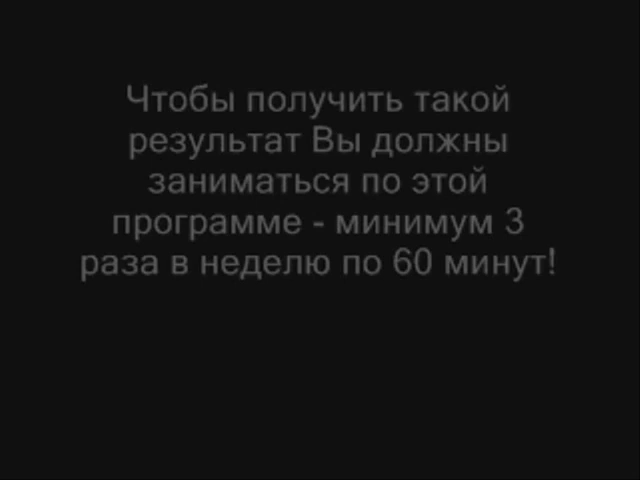 Чтобы получить такой
результат Вы должны
заниматься по этой
программе - минимум 3
раза в неделю по 60 минут!